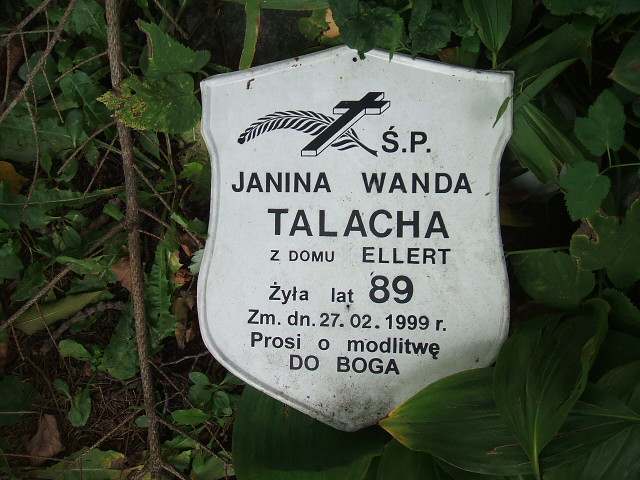 Ś.P.
JANINA WANDA
TALACHA
Z DOMU ELLERT
Żyła lat 89
Zm. dn. 27. 02. 1999 r.
Prosi o modlitwę
DO BOGA